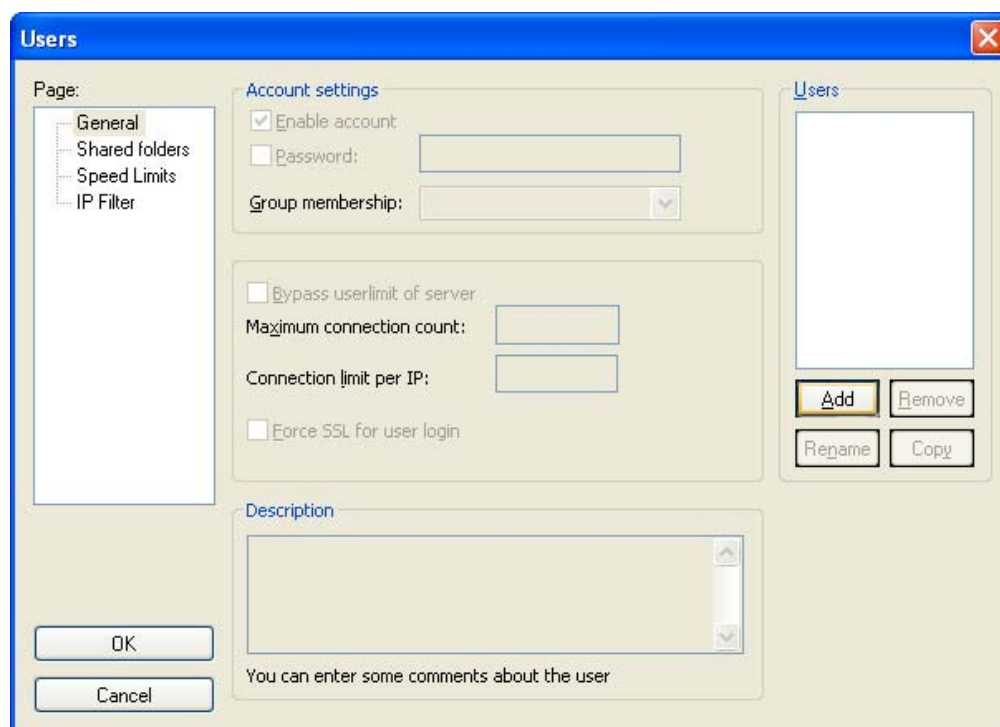 Users
Page:
General
Shared folders
Speed Limits
IP Filter
OK
Cancel
Account settings
Enable account
Password:
Group membership:
Bypass userlimit of server
Maximum connection count:
Connection limit per IP:
Force SSL for user login
Description
You can enter some comments about the user
Users
Add
Remove
Rename
Copy